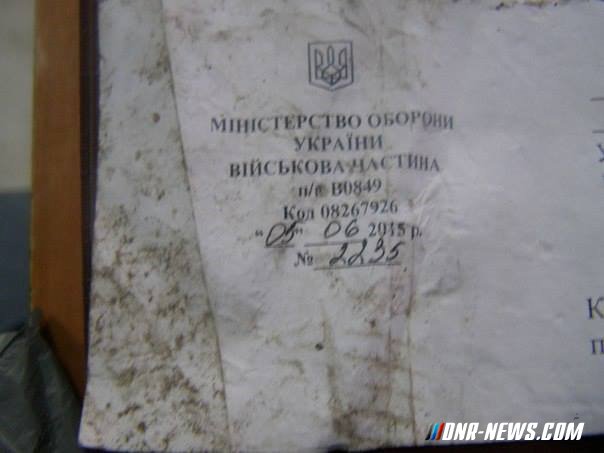 МІНІСТЕРСТВО ОБОРОНИ
УКРАЇНИ
ВІЙСЬКОВА ЧАСТИНА
п/п В0849
Код 08267926
"05" 06 2015 р.
№ 2235
У
К
п
DNR-NEWS.COM